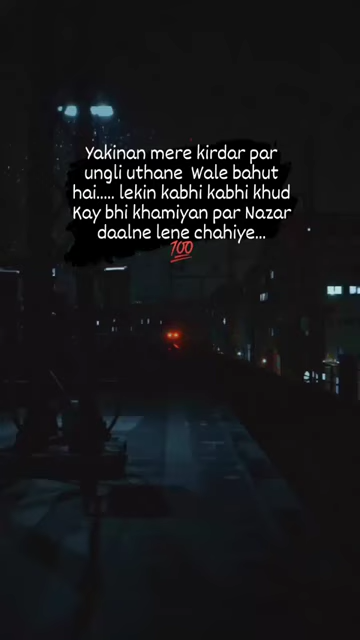 Yakinan mere kirdar par
ungli uthane Wale bahut
hai..... lekin kabhi kabhi khud
Kay bhi khamiyan par Nazar
daalne lene chahiye...
💯